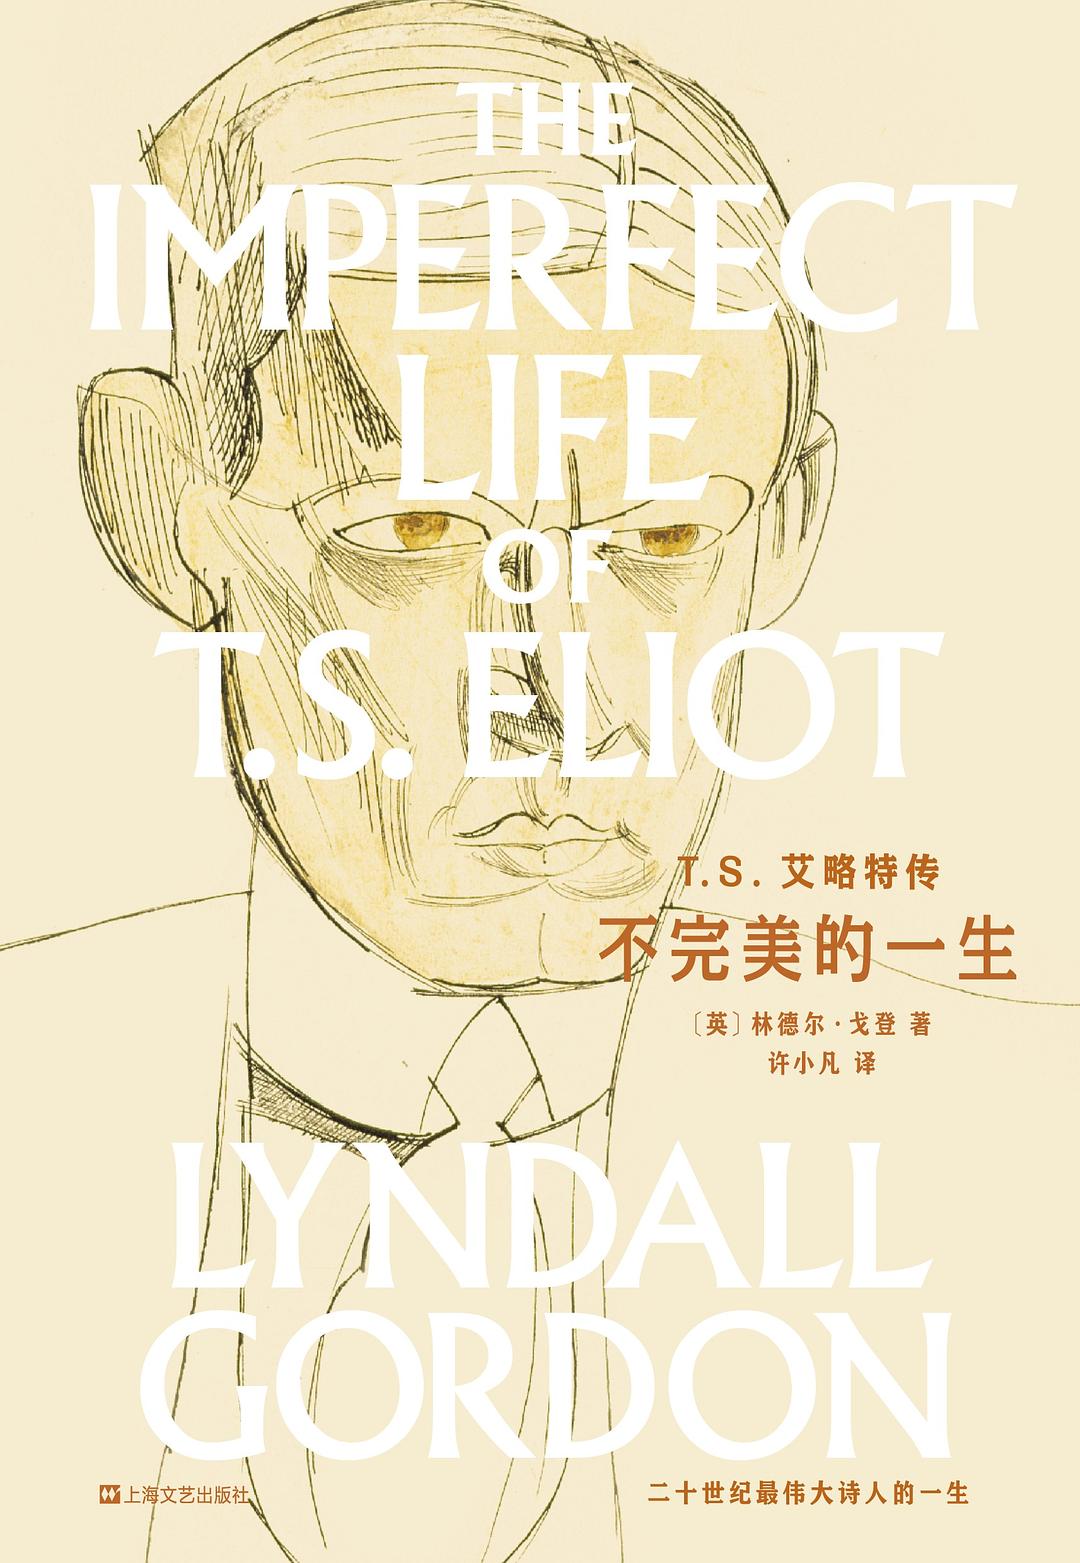 THE
IMPERFECT
LIFE
OF
T.S. ELIOT
T.S. 艾略特传
不完美的一生
〔英〕林德尔·戈登 著
许小凡 译
LYNDALL
GORDON
上海文艺出版社
二十世纪最伟大诗人的一生